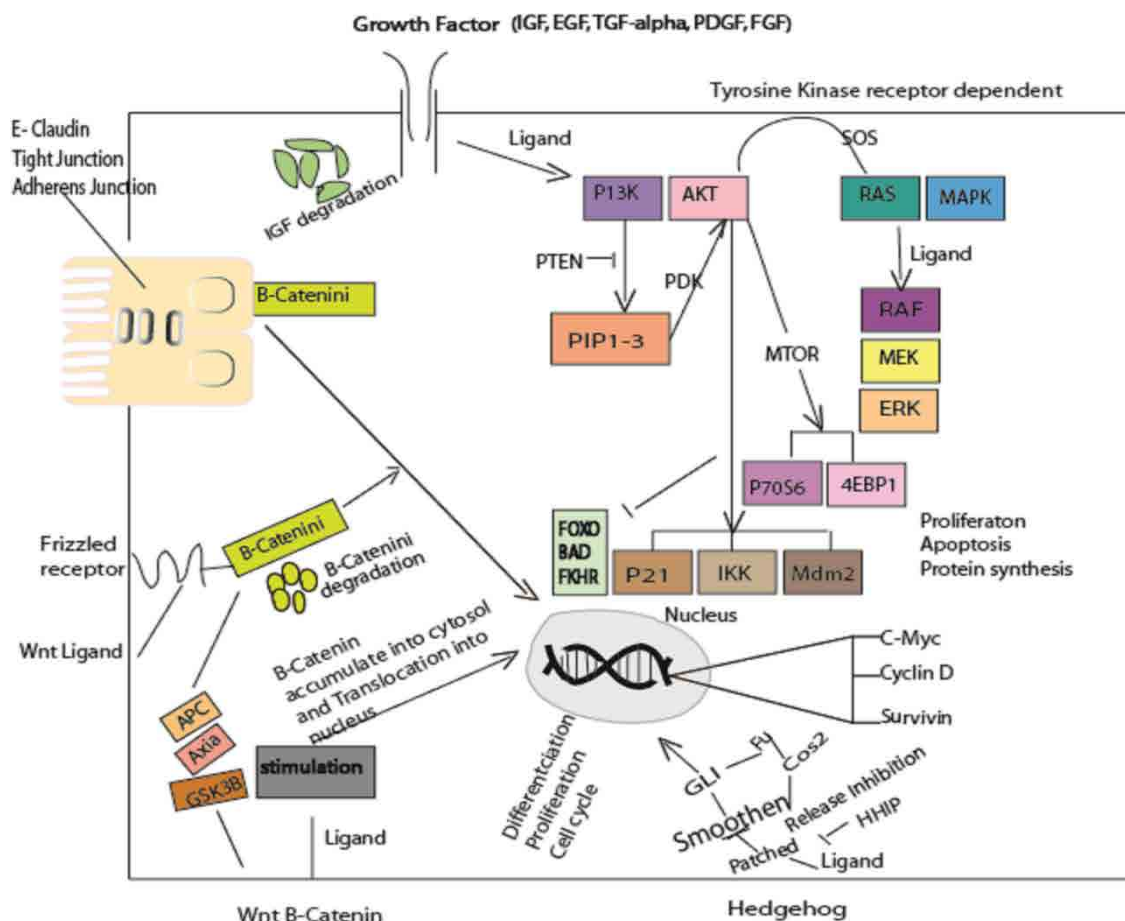 Growth Factor (IGF, EGF, TGF-alpha, PDGF, FGF)
Tyrosine Kinase receptor dependent
E- Claudin
Tight Junction
Adherens Junction
IGF degradation
Ligand
SOS
P13K
AKT
RAS
MAPK
PTEN
PDK
Ligand
B-Catenini
PIP1-3
RAF
MTOR
MEK
ERK
P70S6
4EBP1
FOXO
BAD
FKHR
P21
IKK
Mdm2
Proliferaton
Apoptosis
Protein synthesis
Frizzled
receptor
B-Catenini
B-Catenini
degradation
Wnt Ligand
B-Catenin
accumulate into cytosol
and Translocation into
nucleus
Nucleus
C-Myc
Cyclin D
Survivin
APC
Axia
GSK3B
stimulation
Ligand
Differentciation
Proliferation
Cell cycle
GLI
Fu
Cos2
Smoothen
Release Inhibition
HHIP
Patched
Ligand
Wnt B-Catenin
Hedgehog